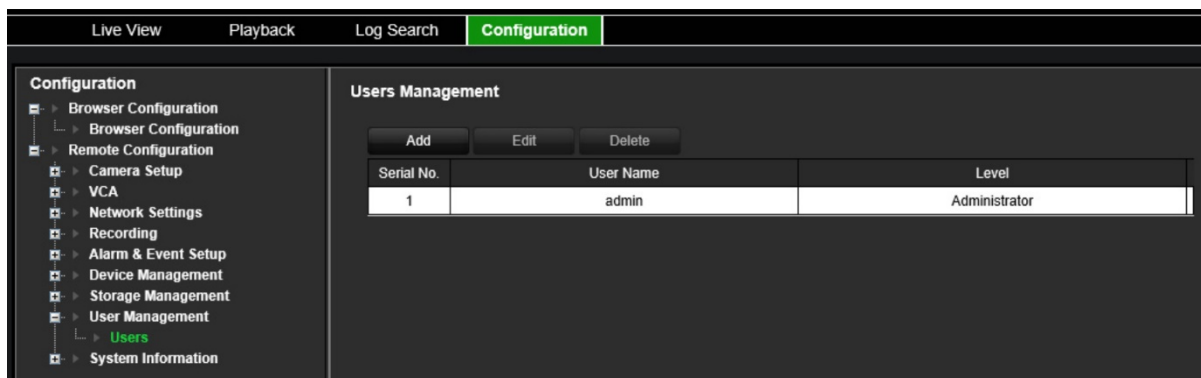 Live View Playback Log Search Configuration
Configuration
Browser Configuration
Browser Configuration
Remote Configuration
Camera Setup
VCA
Network Settings
Recording
Alarm & Event Setup
Device Management
Storage Management
User Management
Users
System Information
Users Management
Add Edit Delete
Serial No. User Name Level
1 admin Administrator